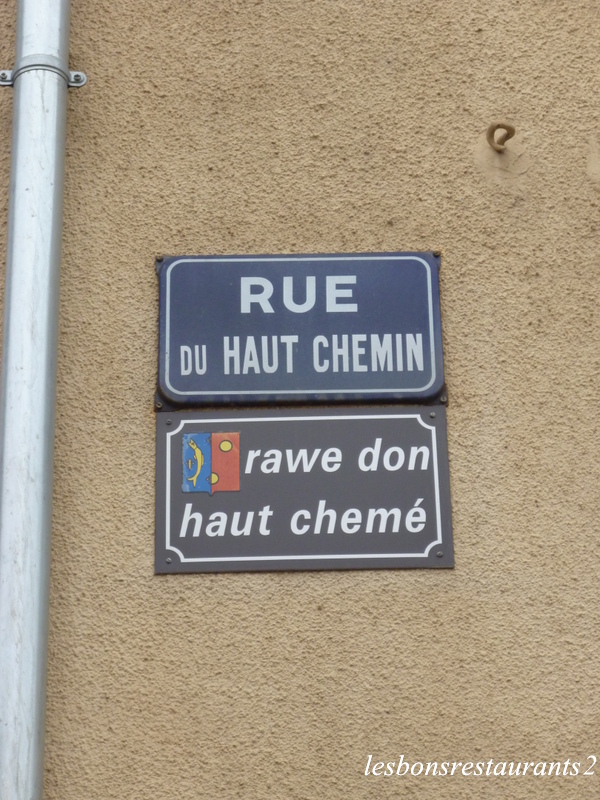 RUE
DU HAUT CHEMIN
rawe don
haut chemé
lesbonsrestaurants2